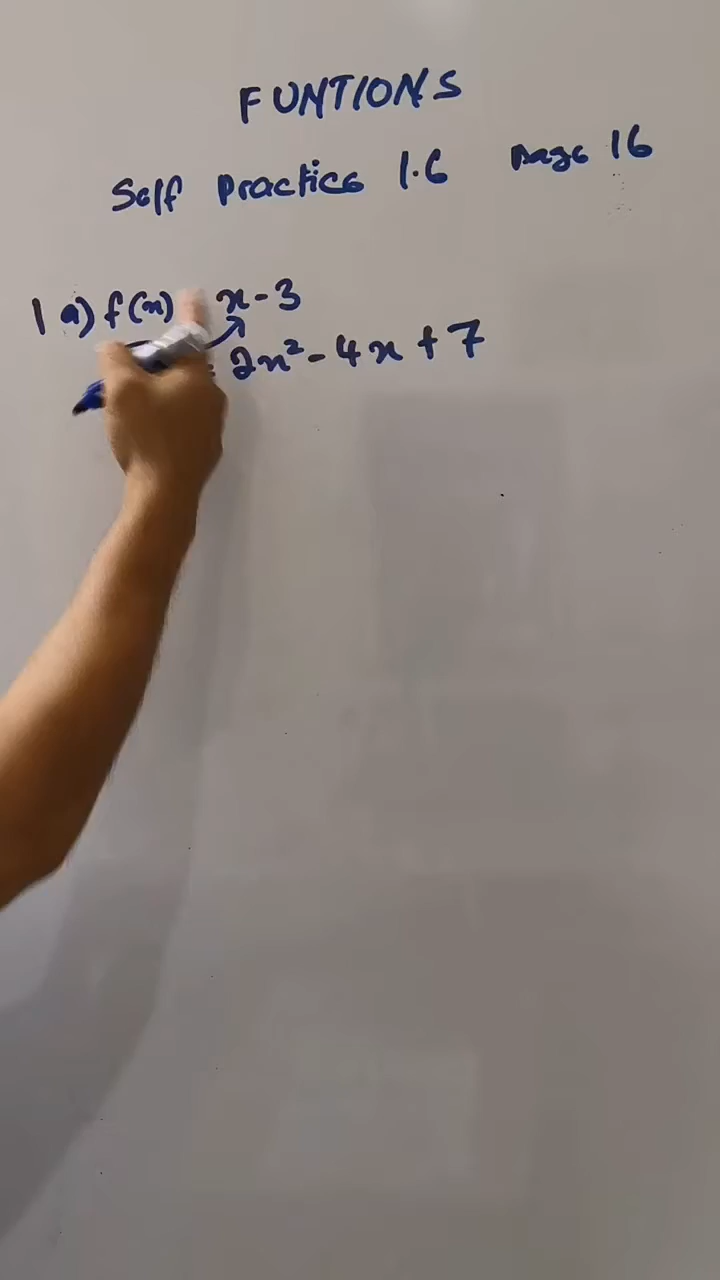 FUNTIONS
Self Practice 1.6 Page 16
1 a) f(x) x - 3
= 2x² - 4x + 7